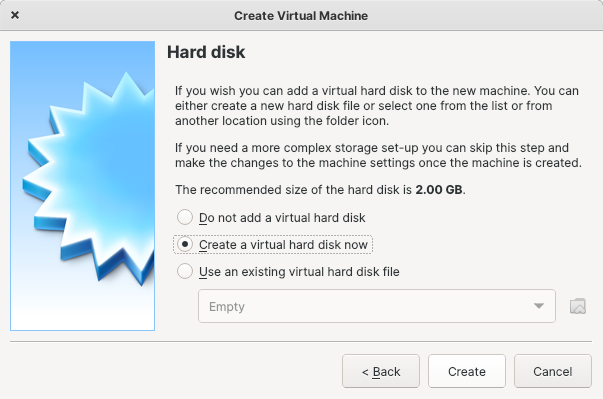 Create Virtual Machine
Hard disk
If you wish you can add a virtual hard disk to the new machine. You can
either create a new hard disk file or select one from the list or from
another location using the folder icon.
If you need a more complex storage set-up you can skip this step and
make the changes to the machine settings once the machine is created.
The recommended size of the hard disk is 2.00 GB.
Do not add a virtual hard disk
Create a virtual hard disk now
Use an existing virtual hard disk file
Empty
< Back
Create
Cancel